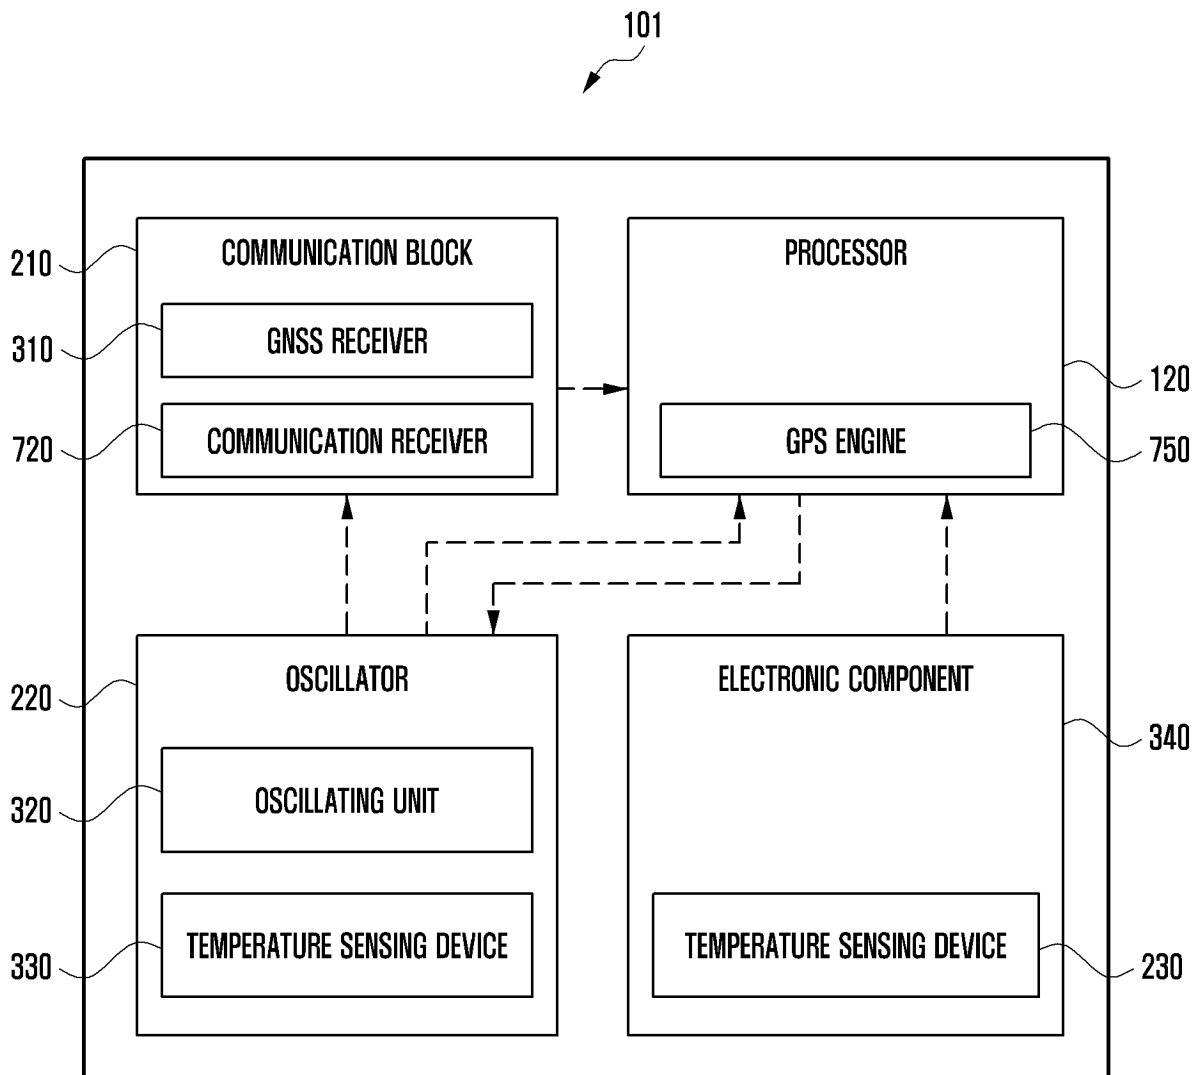 101
COMMUNICATION BLOCK
PROCESSOR
210
GNSS RECEIVER
310
120
COMMUNICATION RECEIVER
GPS ENGINE
720
750
OSCILLATOR
ELECTRONIC COMPONENT
220
340
OSCILLATING UNIT
320
TEMPERATURE SENSING DEVICE
TEMPERATURE SENSING DEVICE
330
230